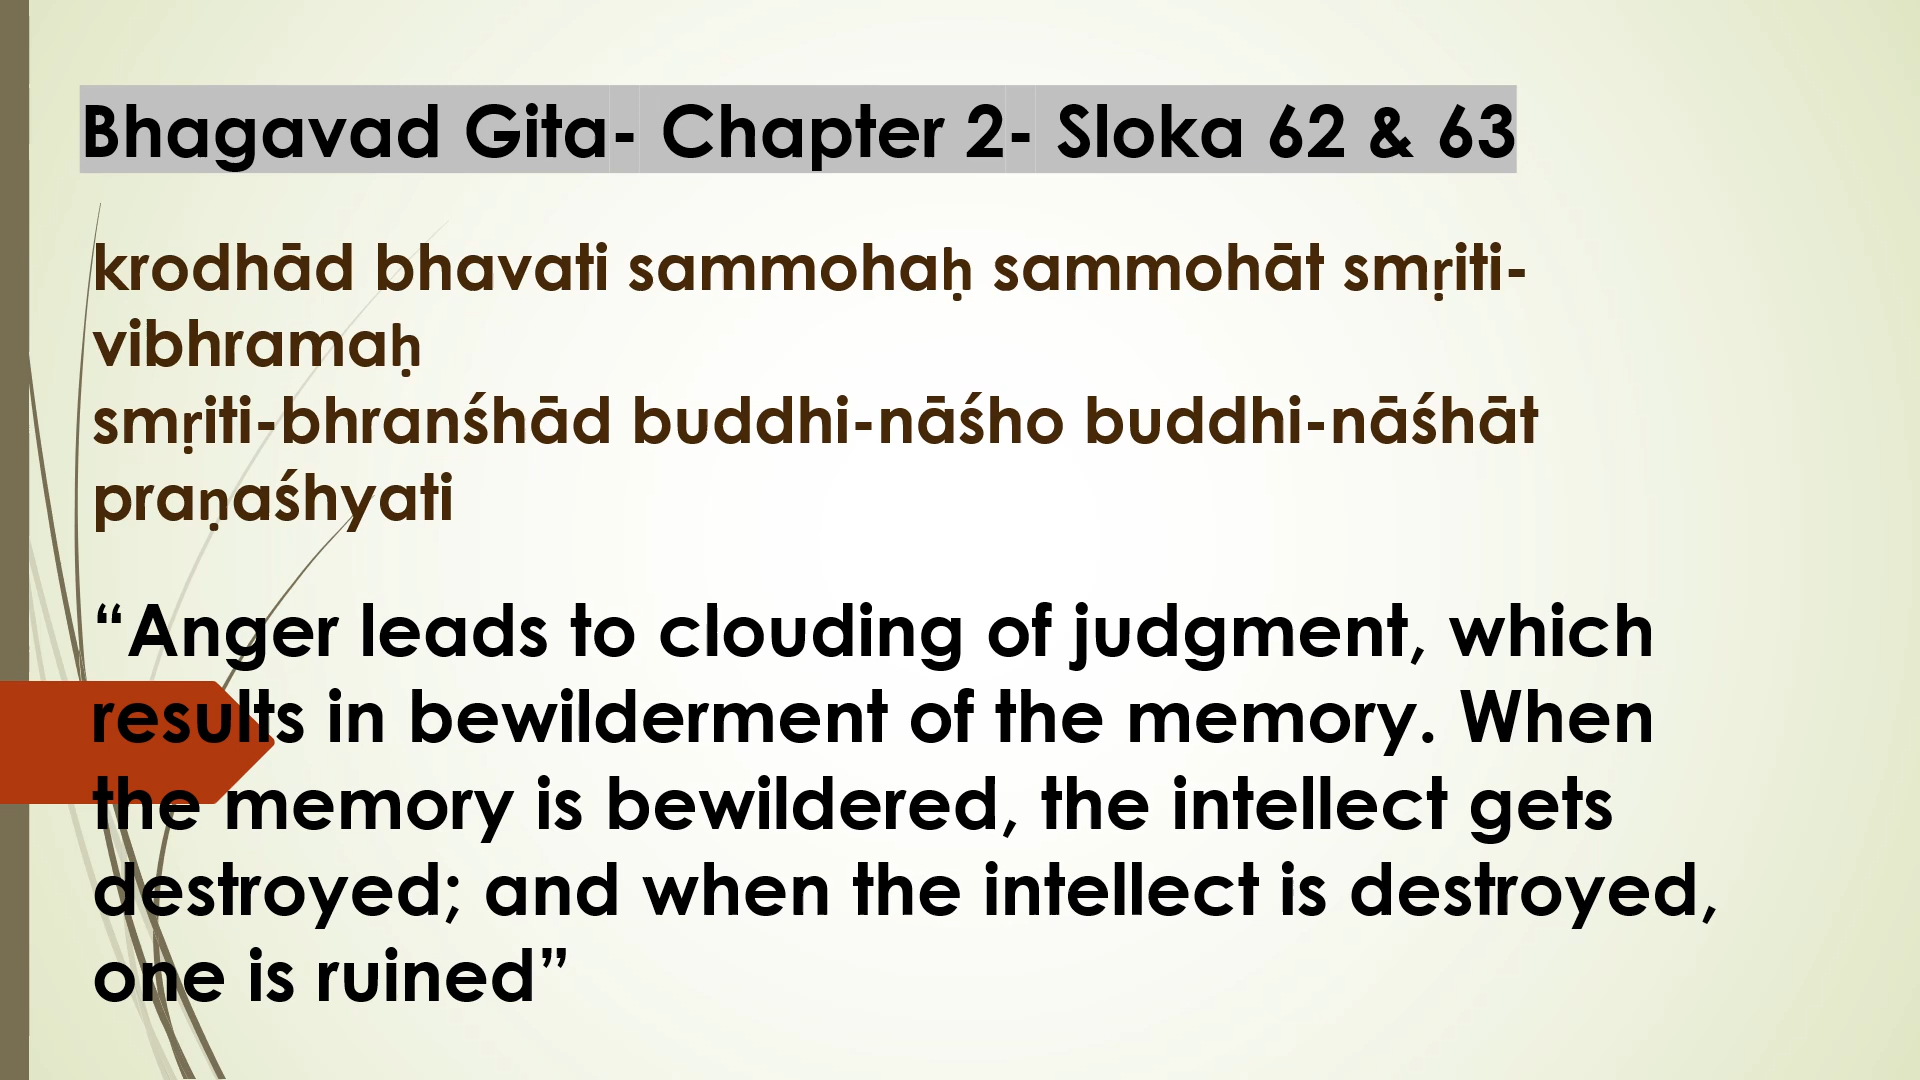 Bhagavad Gita- Chapter 2- Sloka 62 & 63
krodhād bhavati sammohaḥ sammohāt smṛiti-
vibhramaḥ
smṛiti-bhranśhād buddhi-nāśho buddhi-nāśhāt
praṇaśhyati
“Anger leads to clouding of judgment, which
results in bewilderment of the memory. When
the memory is bewildered, the intellect gets
destroyed; and when the intellect is destroyed,
one is ruined”